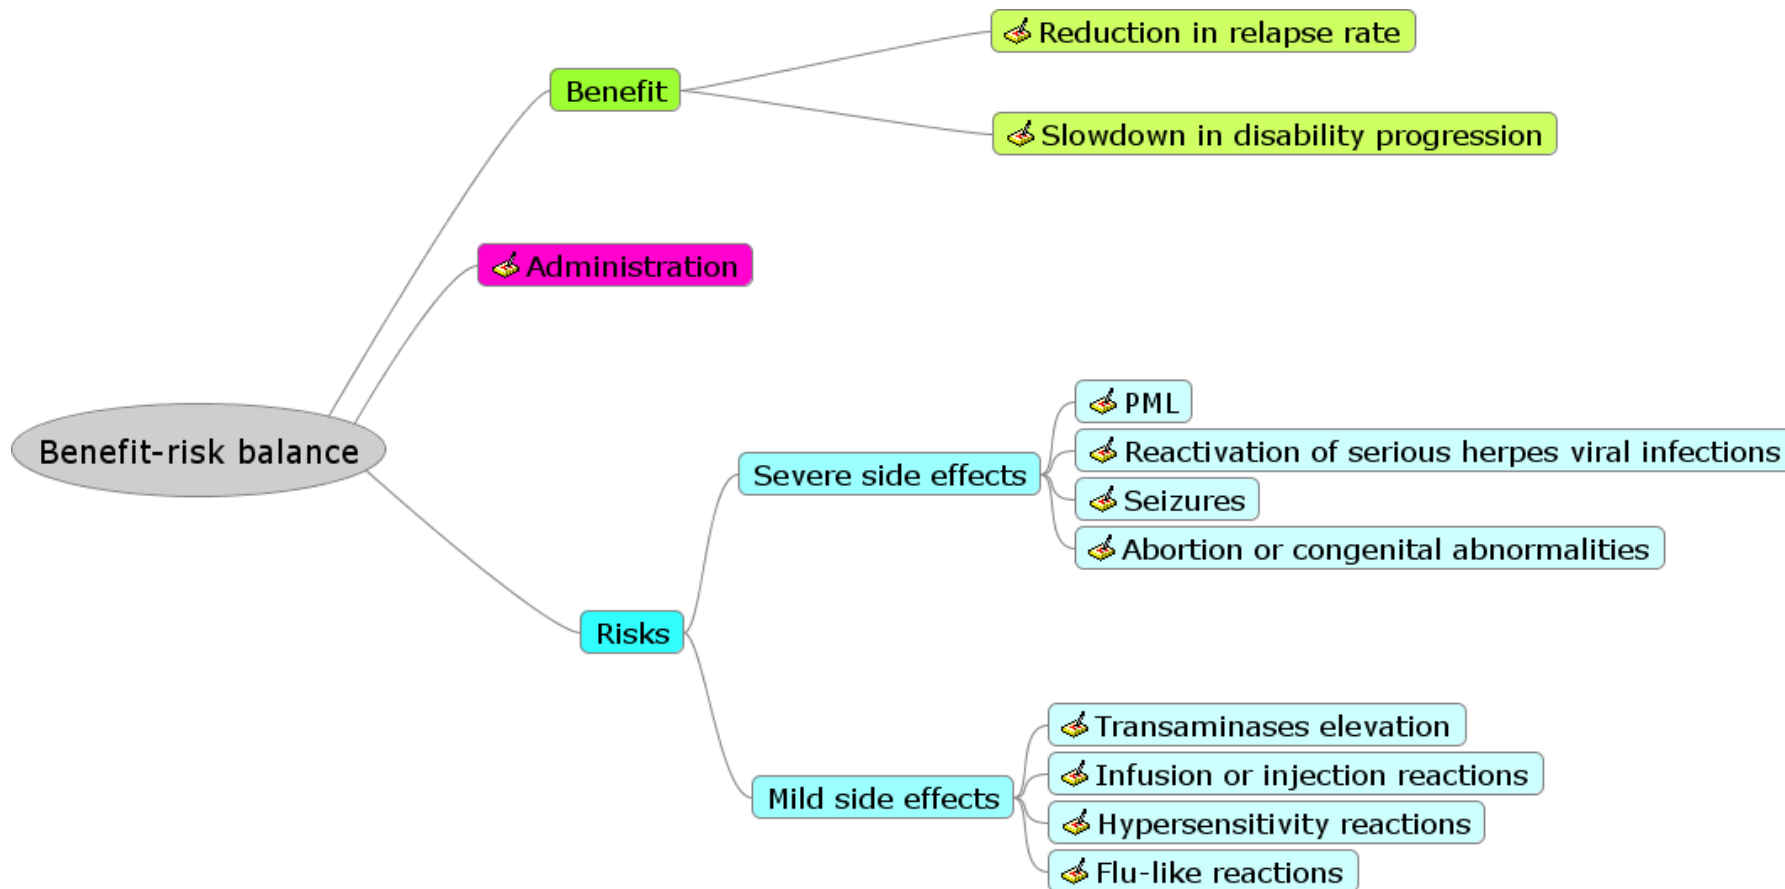 Reduction in relapse rate
Benefit
Slowdown in disability progression
Administration
Benefit-risk balance
PML
Reactivation of serious herpes viral infections
Severe side effects
Seizures
Abortion or congenital abnormalities
Risks
Transaminases elevation
Infusion or injection reactions
Mild side effects
Hypersensitivity reactions
Flu-like reactions